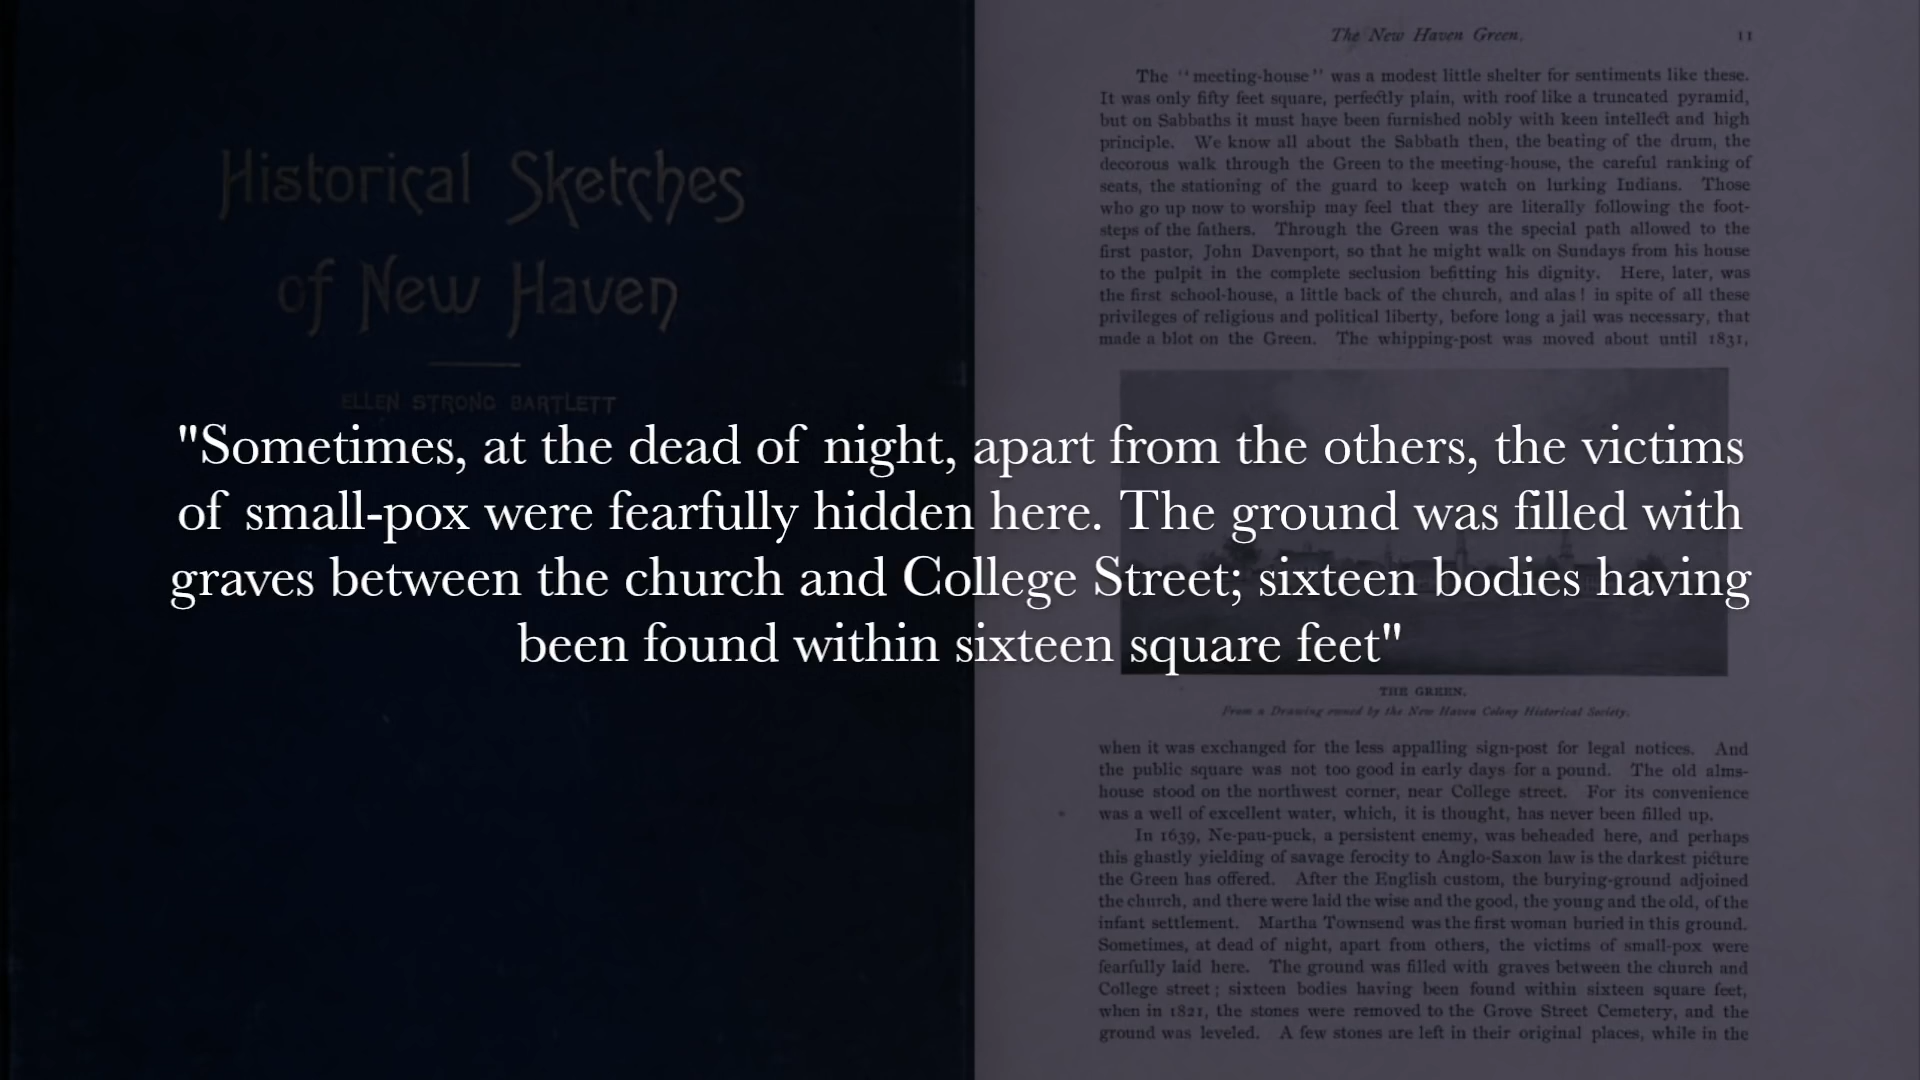 Historical Sketches
of New Haven
ELLEN STRONG BARTLETT
"Sometimes, at the dead of night, apart from the others, the victims
of small-pox were fearfully hidden here. The ground was filled with
graves between the church and College Street; sixteen bodies having
been found within sixteen square feet"
The New Haven Green. 11
The "meeting-house" was a modest little shelter for sentiments like these.
It was only fifty feet square, perfectly plain, with roof like a truncated pyramid,
but on Sabbaths it must have been furnished nobly with keen intellect and high
principle. We know all about the Sabbath then, the beating of the drum, the
decorous walk through the Green to the meeting-house, the careful ranking of
seats, the stationing of the guard to keep watch on lurking Indians. Those
who go up now to worship may feel that they are literally following the foot-
steps of the fathers. Through the Green was the special path allowed to the
first pastor, John Davenport, so that he might walk on Sundays from his house
to the pulpit in the complete seclusion befitting his dignity. Here, later, was
the first school-house, a little back of the church, and alas! in spite of all these
privileges of religious and political liberty, before long a jail was necessary, that
made a blot on the Green. The whipping-post was moved about until 1831,
THE GREEN.
From a Drawing owned by the New Haven Colony Historical Society.
when it was exchanged for the less appalling sign-post for legal notices. And
the public square was not too good in early days for a pound. The old alms-
house stood on the northwest corner, near College street. For its convenience
was a well of excellent water, which, it is thought, has never been filled up.
In 1639, Ne-pau-puck, a persistent enemy, was beheaded here, and perhaps
this ghastly yielding of savage ferocity to Anglo-Saxon law is the darkest picture
the Green has offered. After the English custom, the burying-ground adjoined
the church, and there were laid the wise and the good, the young and the old, of the
infant settlement. Martha Townsend was the first woman buried in this ground.
Sometimes, at dead of night, apart from others, the victims of small-pox were
fearfully laid here. The ground was filled with graves between the church and
College street; sixteen bodies having been found within sixteen square feet,
when in 1821, the stones were removed to the Grove Street Cemetery, and the
ground was leveled. A few stones are left in their original places, while in the